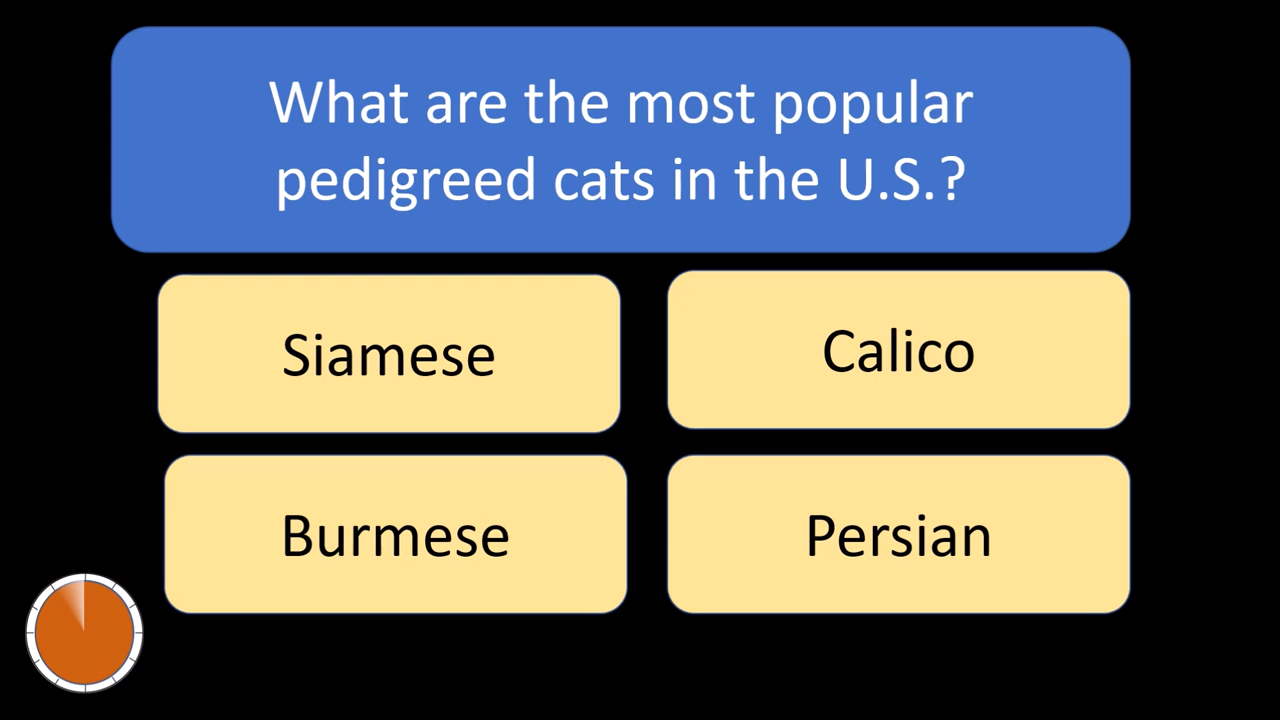 What are the most popular
pedigreed cats in the U.S.?
Siamese
Calico
Burmese
Persian